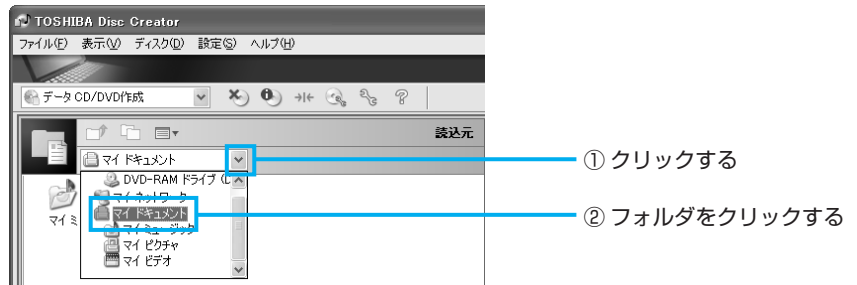 TOSHIBA Disc Creator
ファイル(F) 表示(V) ディスク(D) 設定(S) ヘルプ(H)
データ CD/DVD作成
読込元
マイ ドキュメント
① クリックする
DVD-RAM ドライブ (D
マイ ネットワーク
マイ ミ
マイ ドキュメント
② フォルダをクリックする
マイ ミュージック
マイ ピクチャ
マイ ビデオ